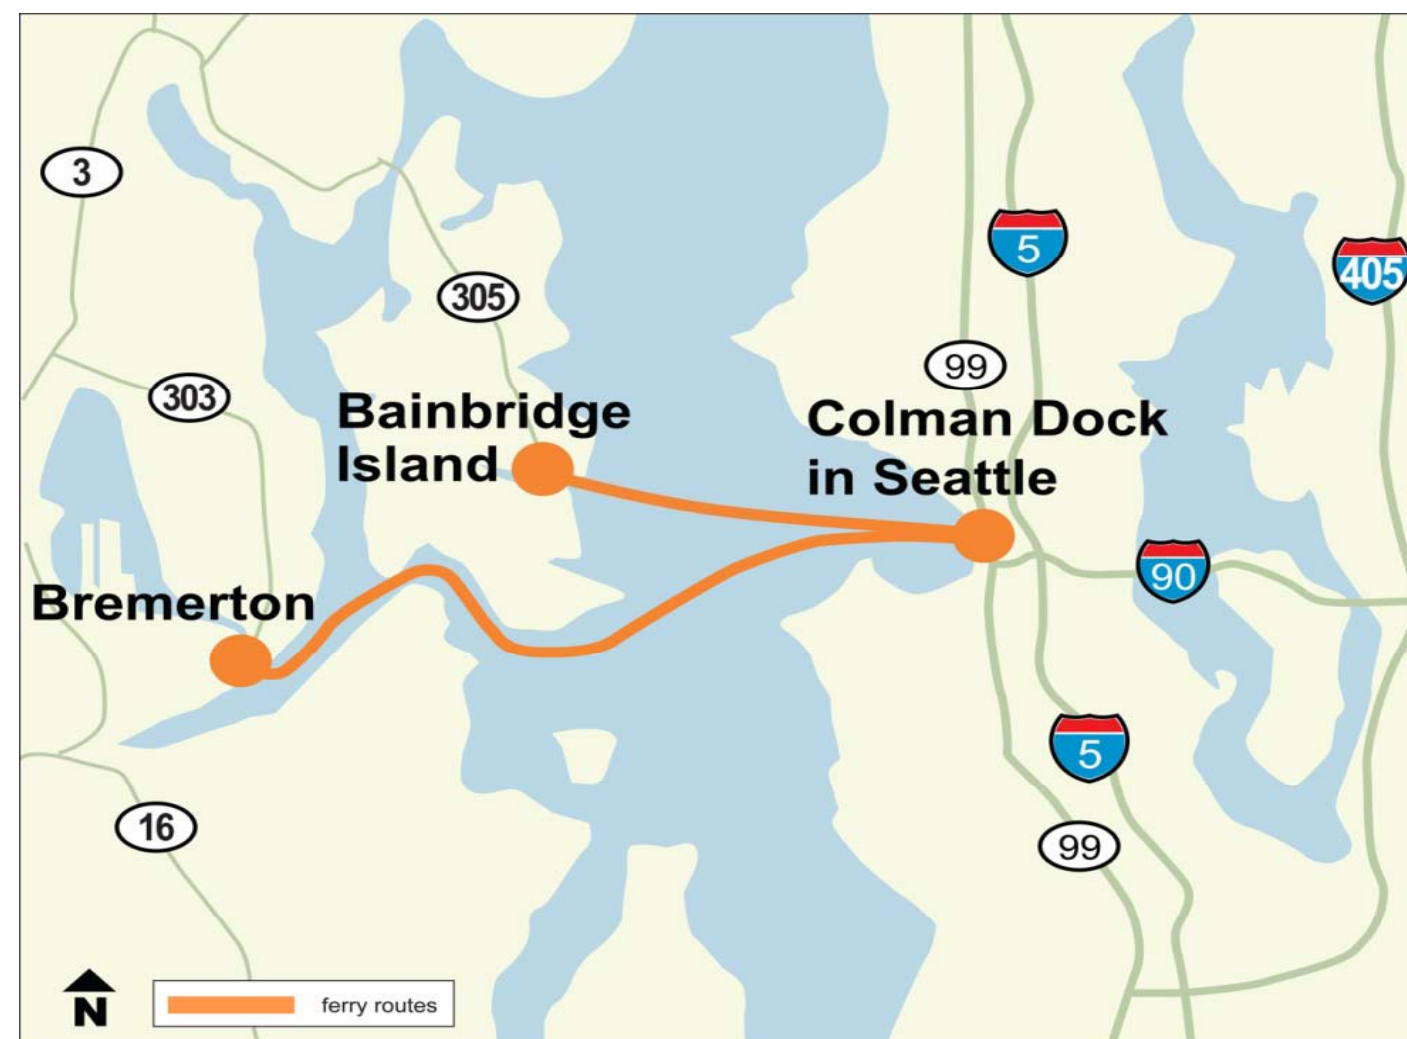 3
5
405
305
99
303
Bainbridge
Island
Colman Dock
in Seattle
90
Bremerton
5
16
99
N
ferry routes